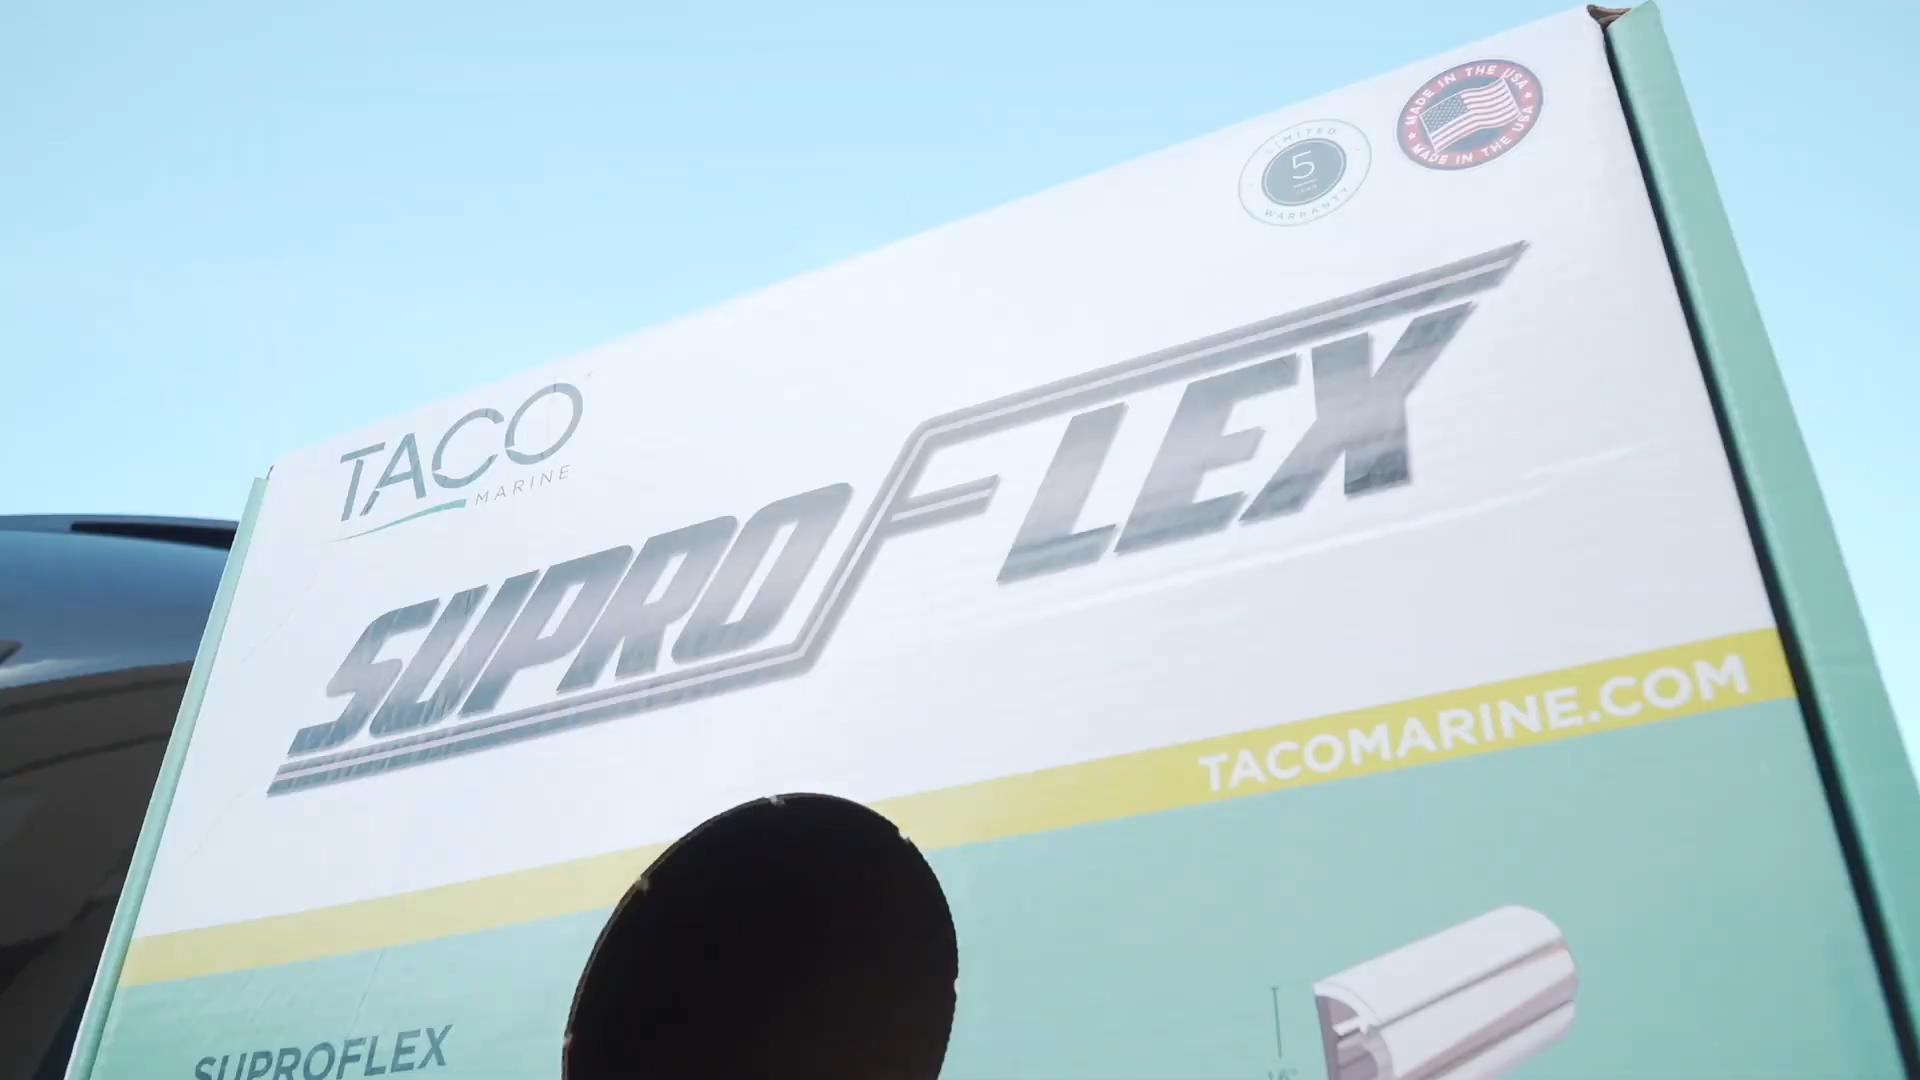 MADE IN THE USA
MADE IN THE USA
LIMITED
5
YEAR
WARRANTY
TACO
MARINE
SUPROFLEX
TACOMARINE.COM
SUPROFLEX